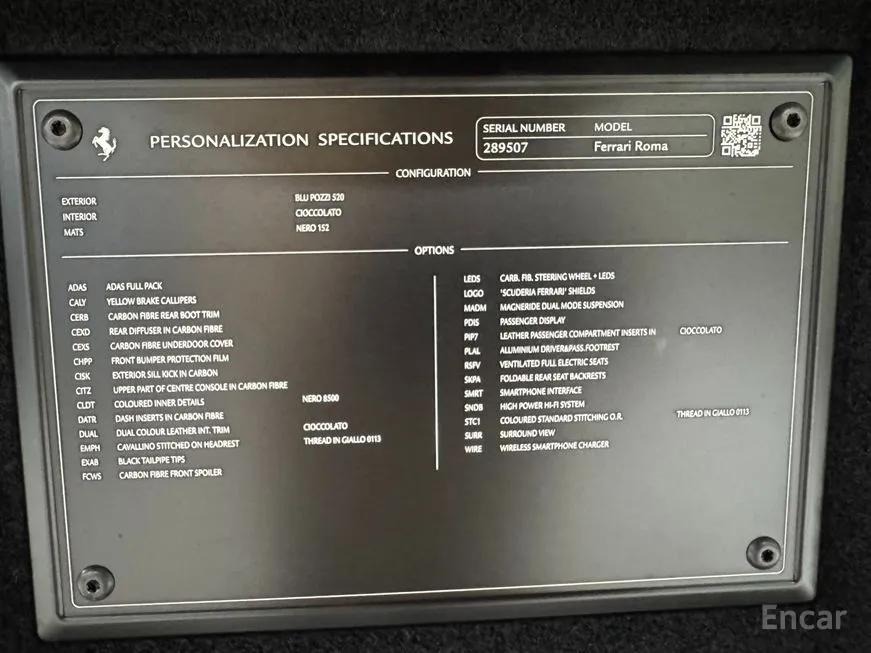 PERSONALIZATION SPECIFICATIONS
SERIAL NUMBER MODEL
289507 Ferrari Roma
CONFIGURATION
EXTERIOR BLU POZZI 520
INTERIOR CIOCCOLATO
MATS NERO 152
OPTIONS
ADAS ADAS FULL PACK
CALY YELLOW BRAKE CALLIPERS
CERB CARBON FIBRE REAR BOOT TRIM
CEXD REAR DIFFUSER IN CARBON FIBRE
CEXS CARBON FIBRE UNDERDOOR COVER
CHPP FRONT BUMPER PROTECTION FILM
CISK EXTERIOR SILL KICK IN CARBON
CITZ UPPER PART OF CENTRE CONSOLE IN CARBON FIBRE
CLDT COLOURED INNER DETAILS NERO 8500
DATR DASH INSERTS IN CARBON FIBRE
DUAL DUAL COLOUR LEATHER INT. TRIM CIOCCOLATO
EMPH CAVALLINO STITCHED ON HEADREST THREAD IN GIALLO 0113
EXAB BLACK TAILPIPE TIPS
FCWS CARBON FIBRE FRONT SPOILER
LEDS CARB. FIB. STEERING WHEEL + LEDS
LOGO 'SCUDERIA FERRARI' SHIELDS
MADM MAGNERIDE DUAL MODE SUSPENSION
PDIS PASSENGER DISPLAY
PIP7 LEATHER PASSENGER COMPARTMENT INSERTS IN CIOCCOLATO
PLAL ALUMINIUM DRIVER&PASS.FOOTREST
RSFV VENTILATED FULL ELECTRIC SEATS
SKPA FOLDABLE REAR SEAT BACKRESTS
SMRT SMARTPHONE INTERFACE
SNDB HIGH POWER HI-FI SYSTEM
STC1 COLOURED STANDARD STITCHING O.R. THREAD IN GIALLO 0113
SURR SURROUND VIEW
WIRE WIRELESS SMARTPHONE CHARGER
Encar